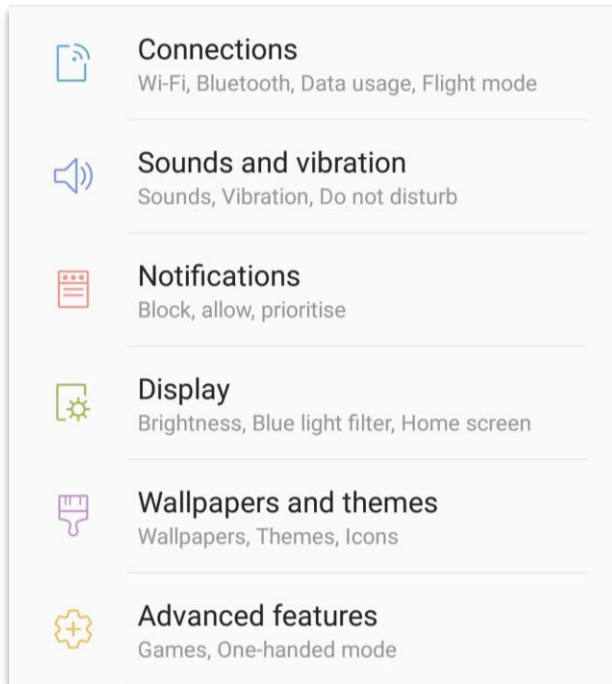 Connections
Wi-Fi, Bluetooth, Data usage, Flight mode
Sounds and vibration
Sounds, Vibration, Do not disturb
Notifications
Block, allow, prioritise
Display
Brightness, Blue light filter, Home screen
Wallpapers and themes
Wallpapers, Themes, Icons
Advanced features
Games, One-handed mode